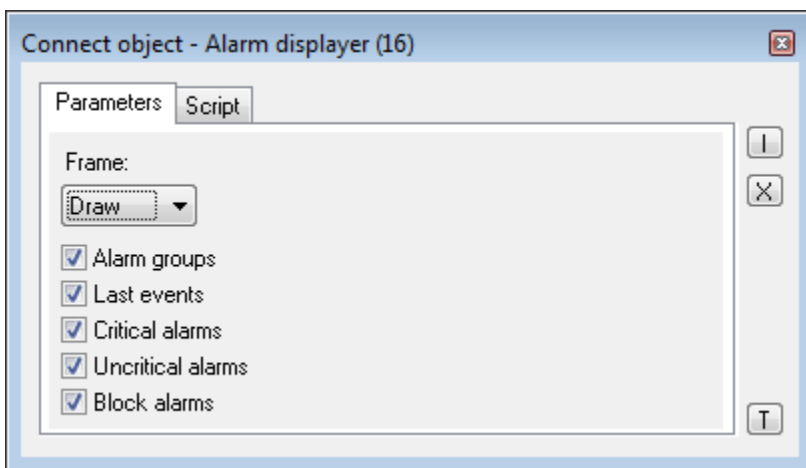 Connect object - Alarm displayer (16)
Parameters Script
Frame:
Draw
Alarm groups
Last events
Critical alarms
Uncritical alarms
Block alarms
I
X
T